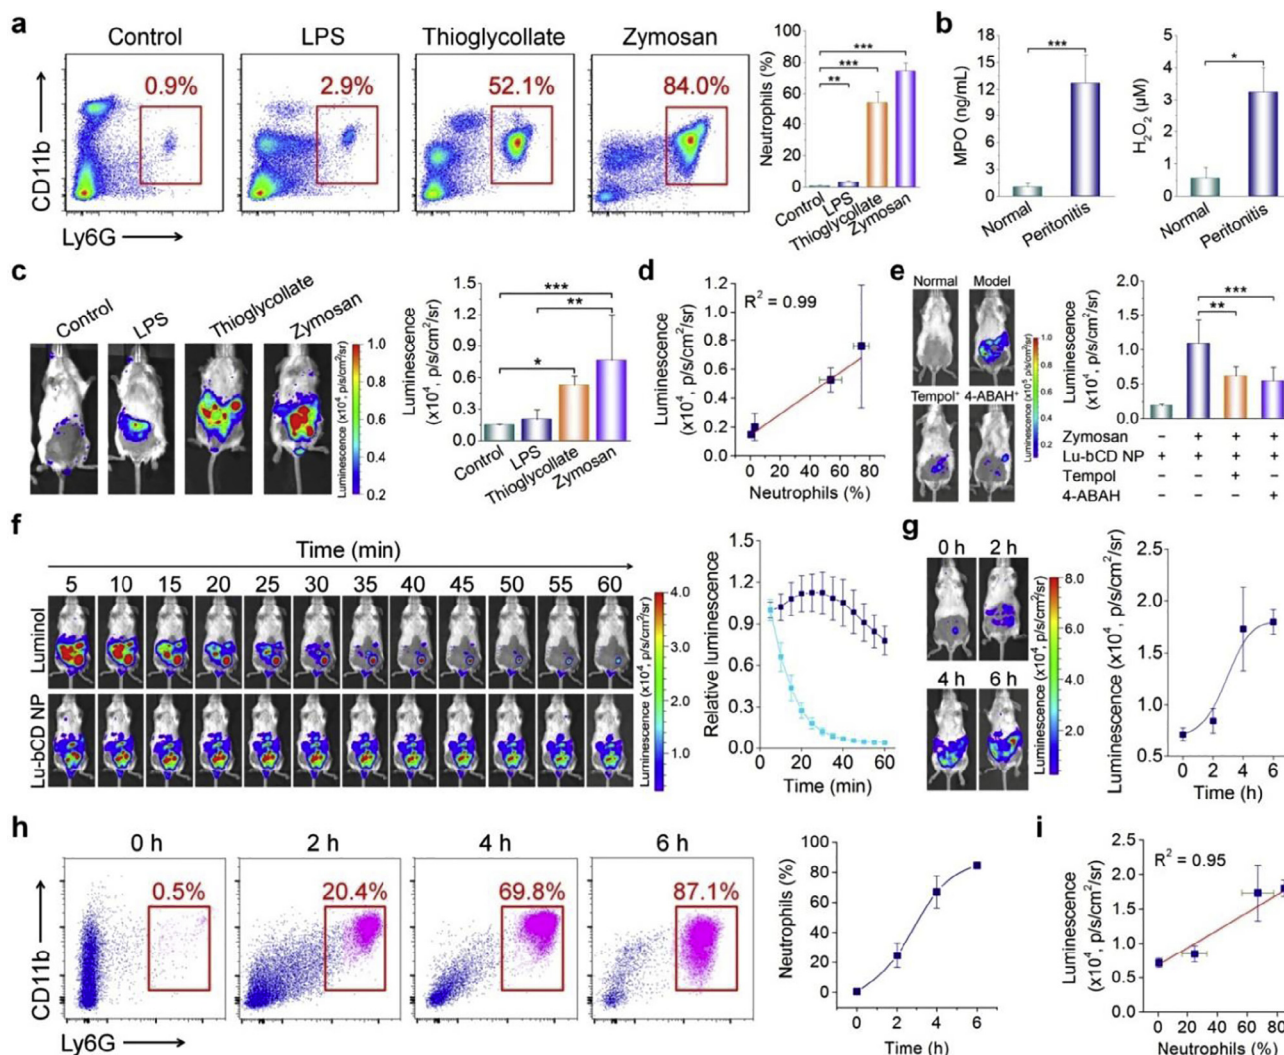 a
Control
LPS
Thioglycollate
Zymosan
0.9%
2.9%
52.1%
84.0%
CD11b
Ly6G
Neutrophils (%)
100
80
60
40
20
0
***
***
**
Control
LPS
Thioglycollate
Zymosan
b
MPO (ng/mL)
18
15
12
9
6
3
0
***
Normal
Peritonitis
H₂O₂ (μM)
5
4
3
2
1
0
*
Normal
Peritonitis
c
Control
LPS
Thioglycollate
Zymosan
1.0
0.8
0.6
0.4
0.2
Luminescence (x10⁴, p/s/cm²/sr)
Luminescence
(x10⁴, p/s/cm²/sr)
1.5
1.2
0.9
0.6
0.3
0.0
***
**
*
Control
LPS
Thioglycollate
Zymosan
d
Luminescence
(x10⁴, p/s/cm²/sr)
R² = 0.99
1.2
1.0
0.8
0.6
0.4
0.2
0.0
0 20 40 60 80
Neutrophils (%)
e
Normal
Model
Tempol⁺
4-ABAH⁺
1.0
0.8
0.6
0.4
0.2
Luminescence
(x10⁴, p/s/cm²/sr)
2.0
1.5
1.0
0.5
0.0
***
**
Zymosan − + + +
Lu-bCD NP + + + +
Tempol − − + −
4-ABAH − − − +
f
Time (min)
5 10 15 20 25 30 35 40 45 50 55 60
Luminol
Lu-bCD NP
4.0
3.0
2.0
1.0
Luminescence (x10⁴, p/s/cm²/sr)
Relative luminescence
1.5
1.2
0.9
0.6
0.3
0.0
0 20 40 60
Time (min)
g
0 h
2 h
4 h
6 h
8.0
6.0
4.0
2.0
Luminescence (x10⁴, p/s/cm²/sr)
Luminescence (x10⁴, p/s/cm²/sr)
2.5
2.0
1.5
1.0
0.5
0 2 4 6
Time (h)
h
0 h
2 h
4 h
6 h
0.5%
20.4%
69.8%
87.1%
CD11b
Ly6G
Neutrophils (%)
100
80
60
40
20
0
0 2 4 6
Time (h)
i
Luminescence
(x10⁴, p/s/cm²/sr)
R² = 0.95
2.5
2.0
1.5
1.0
0.5
0.0
0 20 40 60 80
Neutrophils (%)